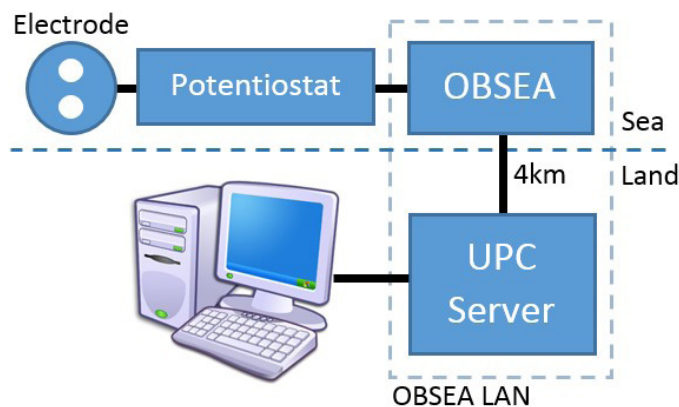 Electrode
Potentiostat
OBSEA
Sea
4km
Land
UPC
Server
OBSEA LAN